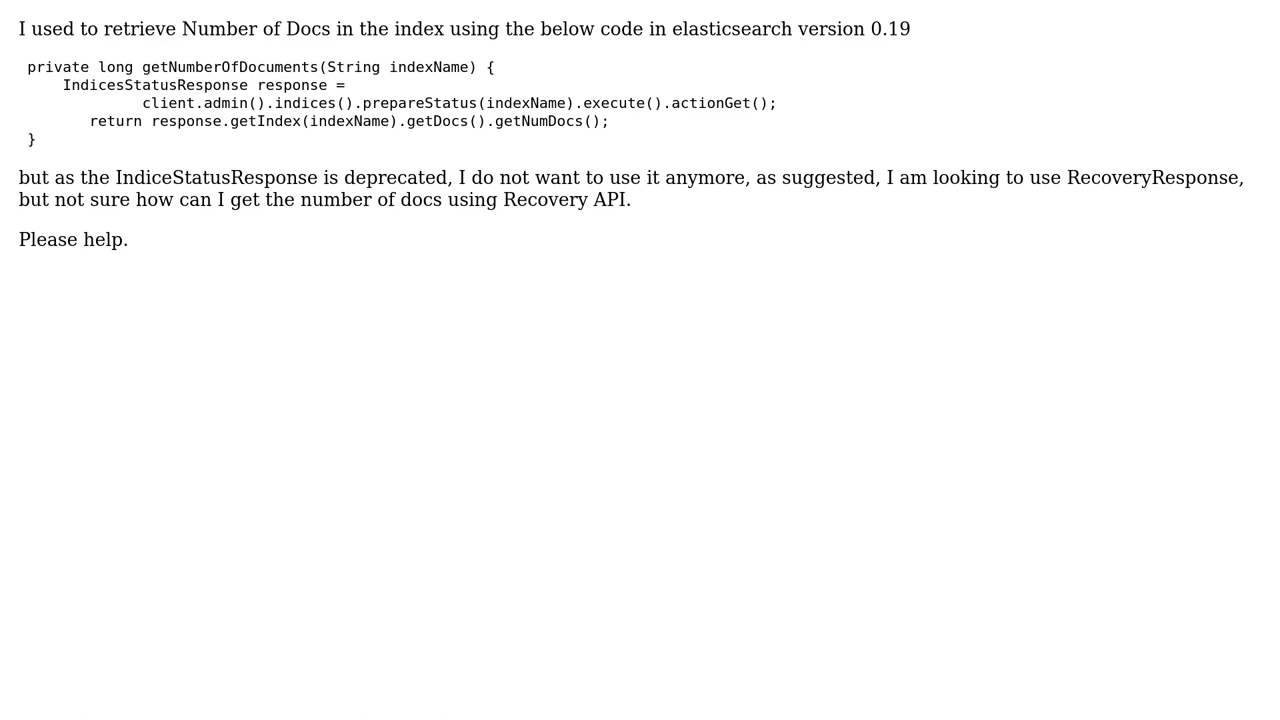 I used to retrieve Number of Docs in the index using the below code in elasticsearch version 0.19
private long getNumberOfDocuments(String indexName) {
    IndicesStatusResponse response =
             client.admin().indices().prepareStatus(indexName).execute().actionGet();
       return response.getIndex(indexName).getDocs().getNumDocs();
}
but as the IndiceStatusResponse is deprecated, I do not want to use it anymore, as suggested, I am looking to use RecoveryResponse,
but not sure how can I get the number of docs using Recovery API.
Please help.